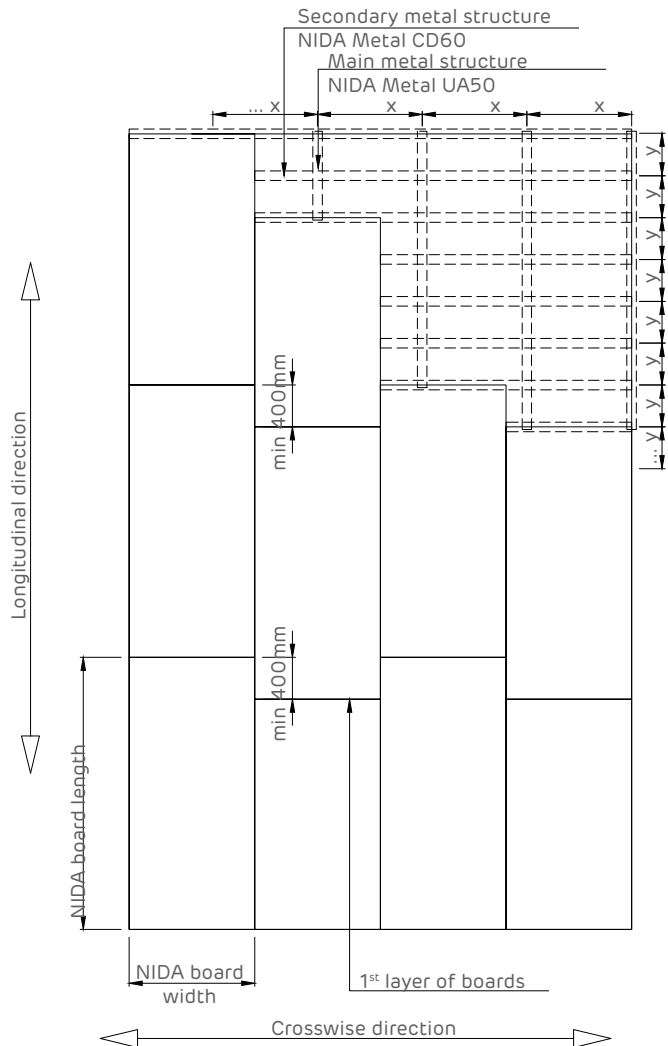 Secondary metal structure
NIDA Metal CD60
Main metal structure
NIDA Metal UA50
... x
x
x
x
y
y
y
y
y
y
y
... y
min 400mm
Longitudinal direction
min 400mm
NIDA board length
NIDA board
width
1st layer of boards
Crosswise direction